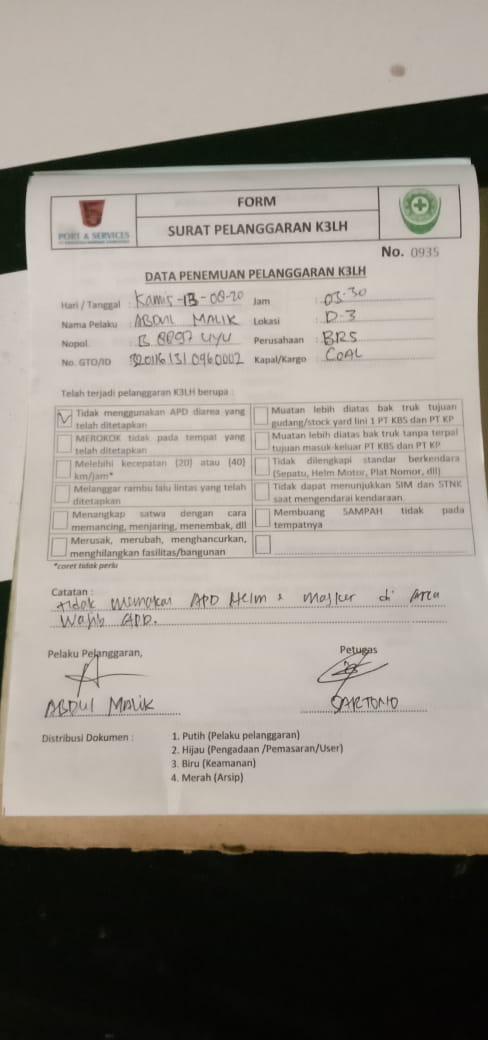 FORM
PORT & SERVICES
SURAT PELANGGARAN K3LH
No. 0935
DATA PENEMUAN PELANGGARAN K3LH
Hari / Tanggal : Kamis -13-08-20 Jam : 03.30
Nama Pelaku : ABDUL MALIK Lokasi : D-3
Nopol : B 9897 UYU Perusahaan : BRS
No. GTO/ID : Kapal/Kargo : COAL
Telah terjadi pelanggaran K3LH berupa :
Tidak menggunakan APD diarea yang telah ditetapkan
Muatan lebih diatas bak truk tujuan gudang/stock yard lini 1 PT KBS dan PT KP
MEROKOK tidak pada tempat yang telah ditetapkan
Muatan lebih diatas bak truk tanpa terpal tujuan masuk-keluar PT KBS dan PT KP
Melebihi kecepatan (20) atau (40) km/jam*
Tidak dilengkapi standar berkendara (Sepatu, Helm Motor, Plat Nomor, dll)
Melanggar rambu lalu lintas yang telah ditetapkan
Tidak dapat menunjukkan SIM dan STNK saat mengendarai kendaraan
Menangkap satwa dengan cara memancing, menjaring, menembak, dll
Membuang SAMPAH tidak pada tempatnya
Merusak, merubah, menghancurkan, menghilangkan fasilitas/bangunan
*coret tidak perlu
Catatan :
tidak memakai APD Helm & masker di Area
Wajib APD.
Pelaku Pelanggaran, Petugas
ABDUL MALIK SARTONO
Distribusi Dokumen : 1. Putih (Pelaku pelanggaran)
2. Hijau (Pengadaan /Pemasaran/User)
3. Biru (Keamanan)
4. Merah (Arsip)